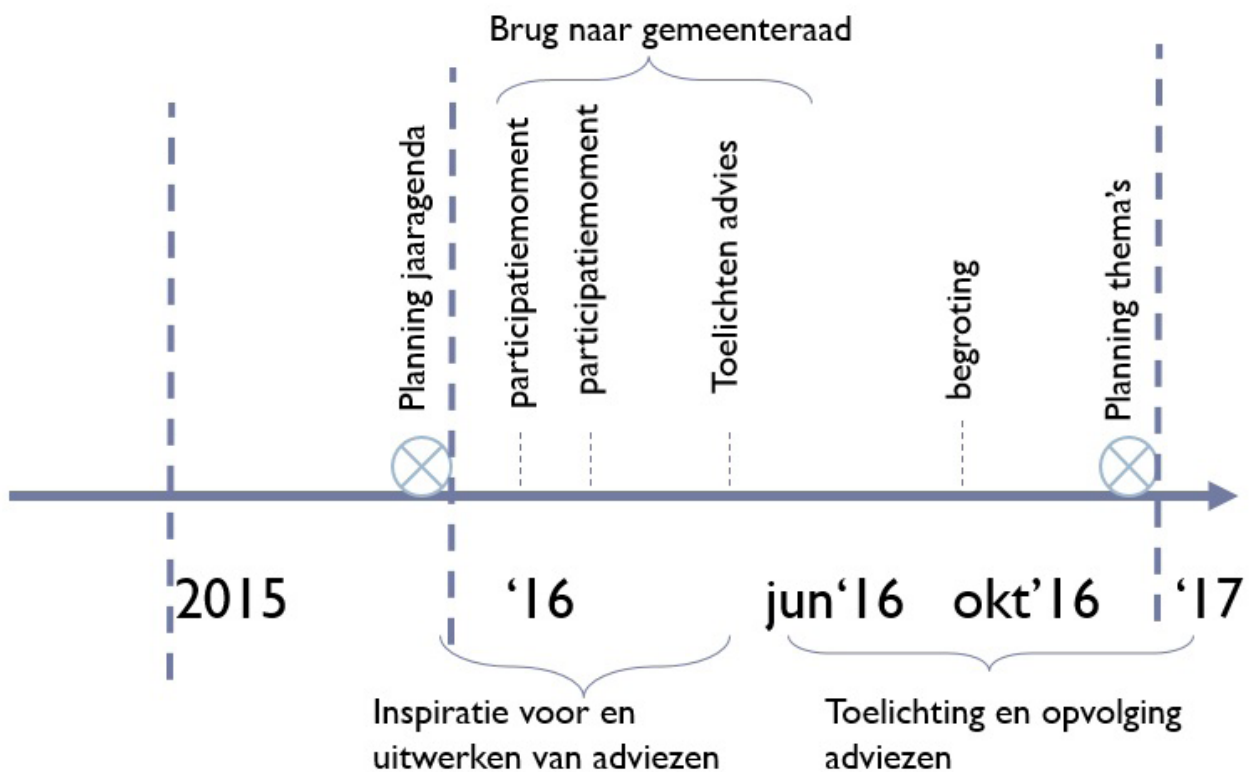 Brug naar gemeenteraad
Planning jaaragenda
participatiemoment
participatiemoment
Toelichten advies
begroting
Planning thema's
2015
‘16
jun‘16
okt’16
‘17
Inspiratie voor en
uitwerken van adviezen
Toelichting en opvolging
adviezen